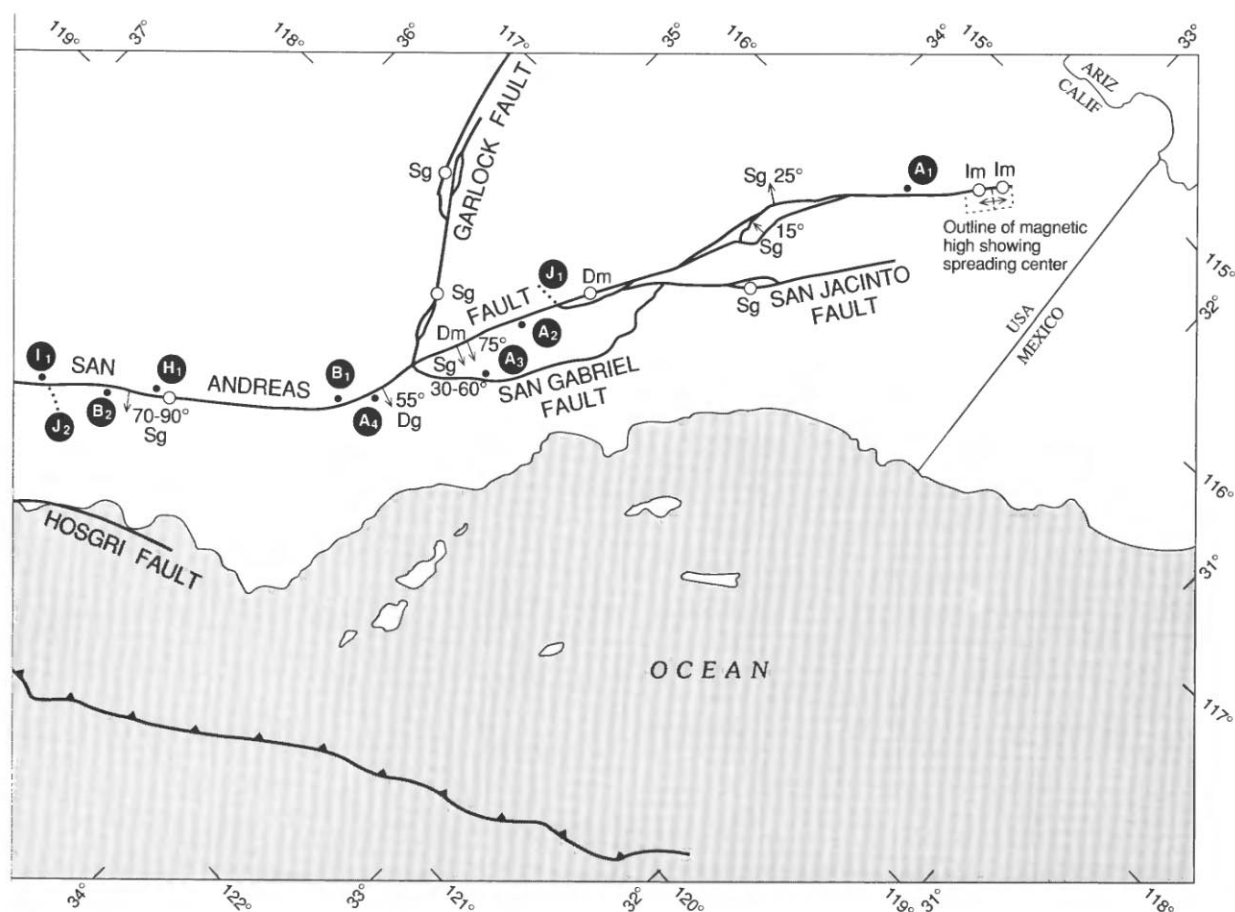 119° 37° 118° 36° 117° 35° 116° 34° 115° 33°
ARIZ
CALIF
GARLOCK FAULT
Sg
Sg 25°
A1
Im Im
Outline of magnetic
high showing
spreading center
15°
Sg
115°
Sg
J1
Dm
FAULT
SAN JACINTO
FAULT
Sg
USA
MEXICO
32°
Dm
75°
A2
Sg
A3
30-60°
SAN GABRIEL
FAULT
I1
SAN
H1
ANDREAS
B1
J2
B2
70-90°
Sg
A4
55°
Dg
116°
HOSGRI FAULT
31°
OCEAN
117°
34° 122° 33° 121° 32° 120° 119° 31° 118°